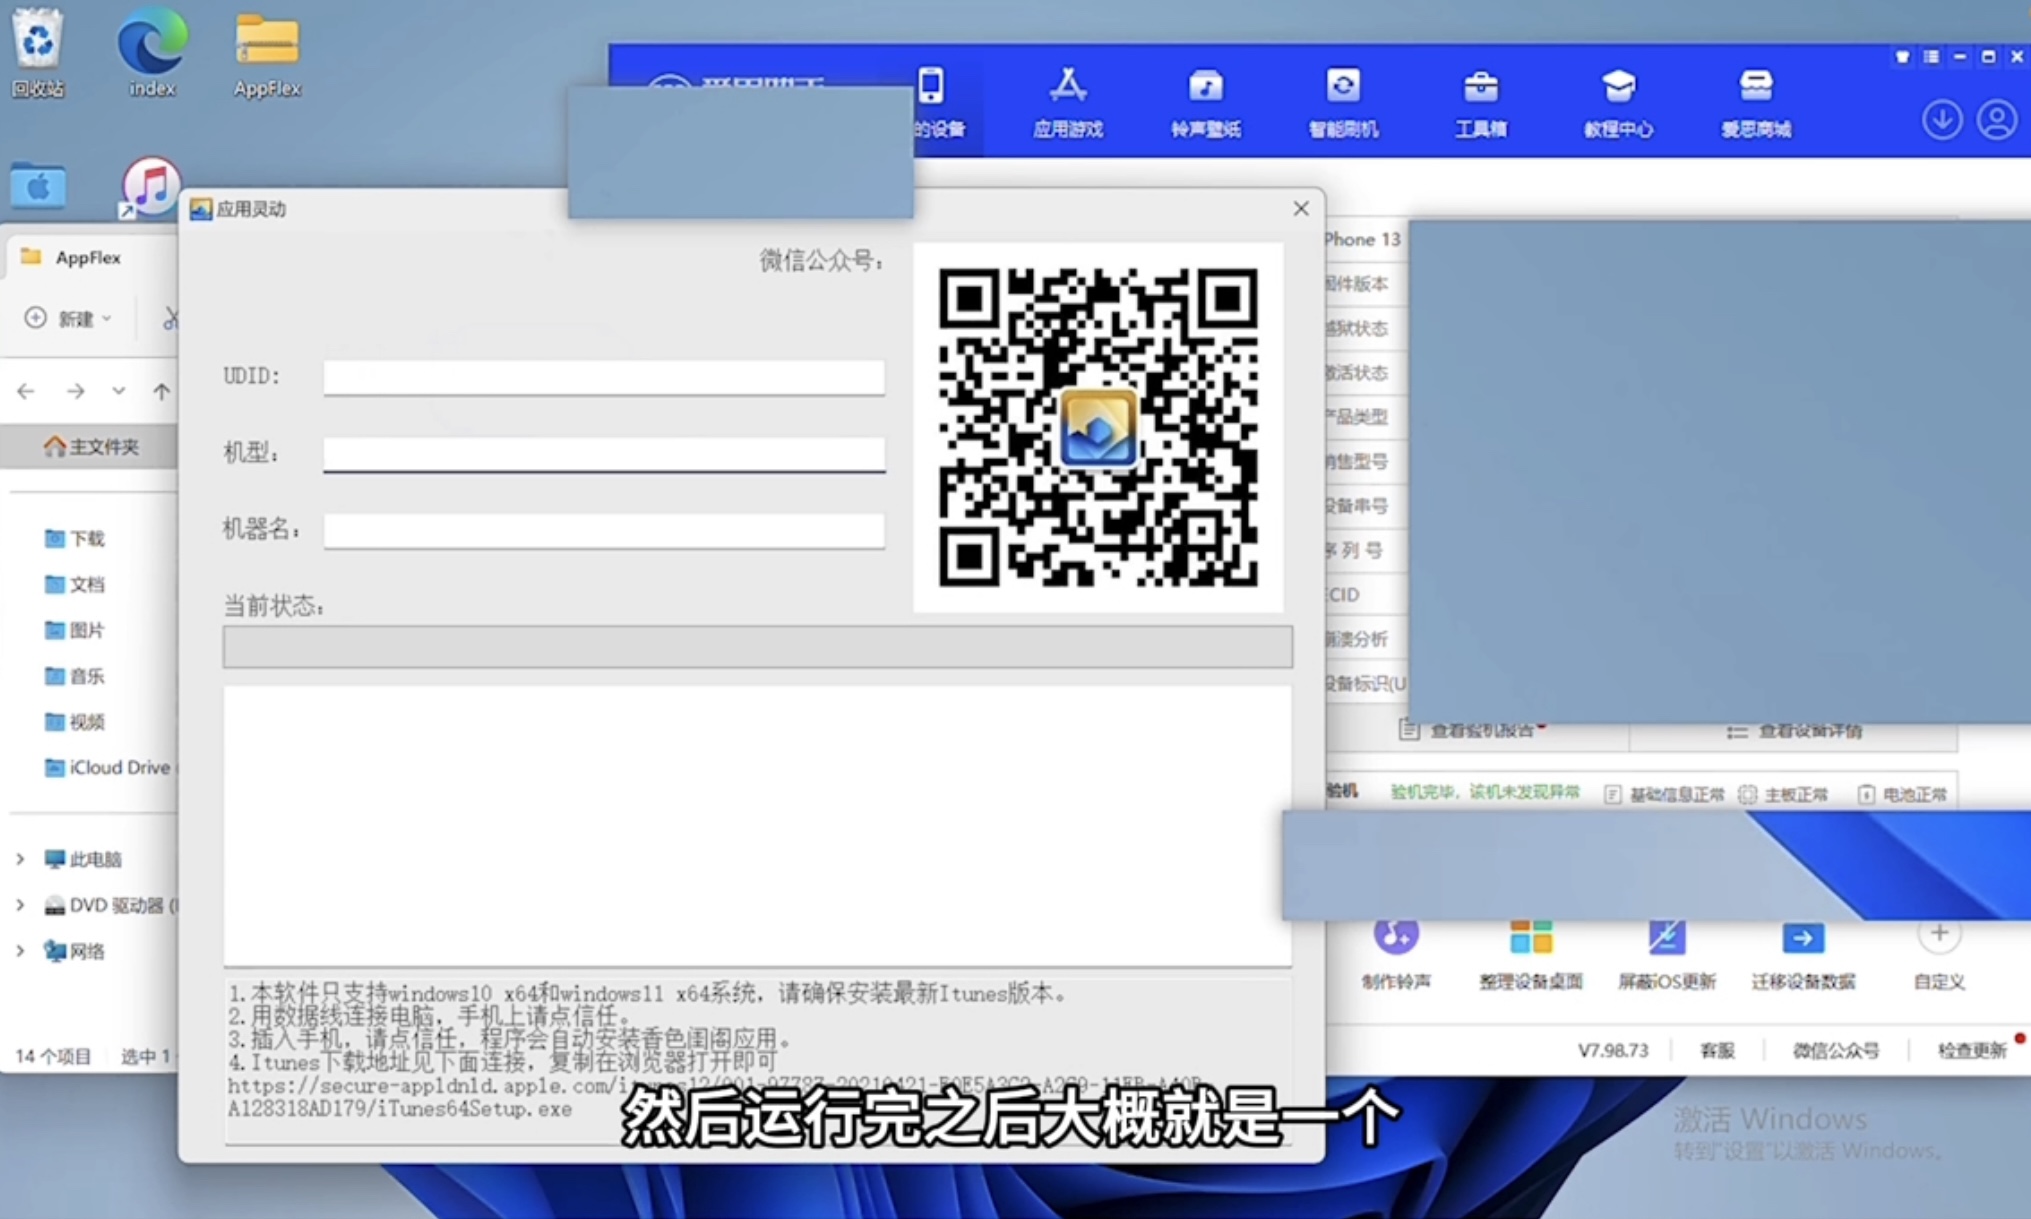 回收站
index
AppFlex
的设备
应用游戏
铃声壁纸
智能刷机
工具箱
教程中心
爱思商城
应用灵动
AppFlex
新建
主文件夹
下载
文档
图片
音乐
视频
iCloud Drive
此电脑
DVD 驱动器
网络
14 个项目
选中 1
微信公众号:
UDID:
机型:
机器名:
当前状态:
1.本软件只支持windows10 x64和windows11 x64系统，请确保安装最新Itunes版本。
2.用数据线连接电脑，手机上请点信任。
3.插入手机，请点信任，程序会自动安装香色闺阁应用。
4.Itunes下载地址见下面连接，复制在浏览器打开即可
https://secure-appldnld.apple.com/
A128318AD179/iTunes64Setup.exe
Phone 13
件版本
狱状态
活状态
品类型
售型号
备串号
列 号
CID
溃分析
备标识(U
查看验机报告
查看设备详情
验机
验机完毕，该机未发现异常
基础信息正常
主板正常
电池正常
制作铃声
整理设备桌面
屏蔽iOS更新
迁移设备数据
自定义
V7.98.73
客服
微信公众号
检查更新
激活 Windows
转到"设置"以激活 Windows。
然后运行完之后大概就是一个